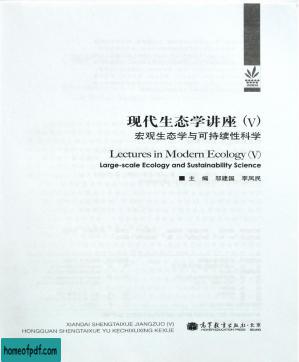 现代生态学讲座(V)
宏观生态学与可持续性科学
Lectures in Modern Ecology (V)
Large-scale Ecology and Sustainability Science
■ 主 编 邬建国 李凤民
XIANDAI SHENGTAIXUE JIANGZUO (V)
HONGGUAN SHENGTAIXUE YU KECHIXUXING KEXUE
高等教育出版社·北京
HIGHER EDUCATION PRESS BEIJING
homeofpdf.com